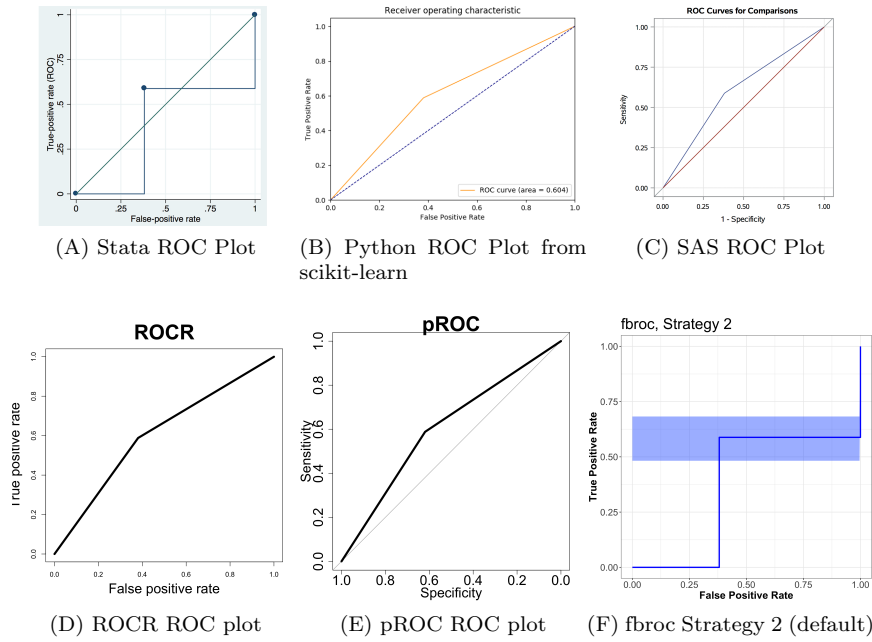 1
.75
.5
.25
0
True-positive rate (ROC)
0 .25 .5 .75 1
False-positive rate
(A) Stata ROC Plot
Receiver operating characteristic
1.0
0.8
0.6
0.4
0.2
0.0
True Positive Rate
ROC curve (area = 0.604)
0.0 0.2 0.4 0.6 0.8 1.0
False Positive Rate
(B) Python ROC Plot from
scikit-learn
ROC Curves for Comparisons
1.00
0.75
0.50
0.25
0.00
Sensitivity
0.00 0.25 0.50 0.75 1.00
1 - Specificity
(C) SAS ROC Plot
ROCR
1.0
0.8
0.6
0.4
0.2
0.0
True positive rate
0.0 0.2 0.4 0.6 0.8 1.0
False positive rate
(D) ROCR ROC plot
pROC
1.0
0.8
0.6
0.4
0.2
0.0
Sensitivity
1.0 0.8 0.6 0.4 0.2 0.0
Specificity
(E) pROC ROC plot
fbroc, Strategy 2
1.00
0.75
0.50
0.25
0.00
True Positive Rate
0.00 0.25 0.50 0.75 1.00
False Positive Rate
(F) fbroc Strategy 2 (default)